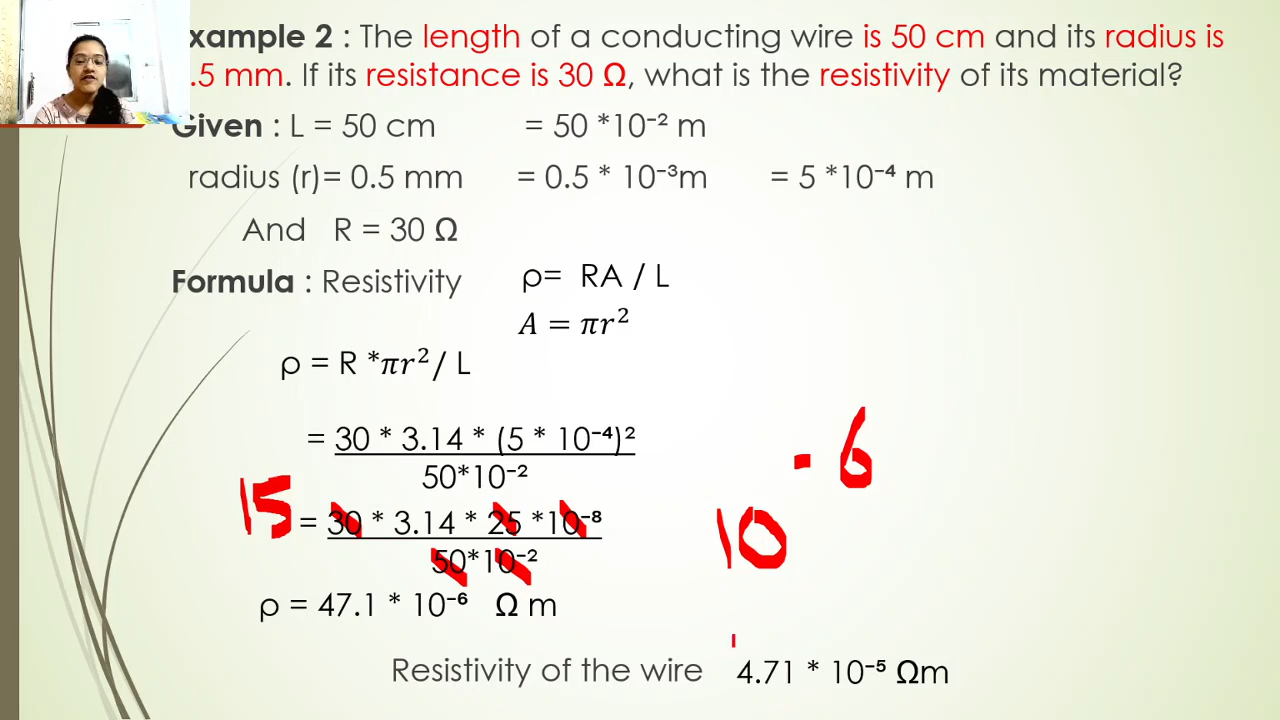 xample 2 : The length of a conducting wire is 50 cm and its radius is
.5 mm. If its resistance is 30 Ω, what is the resistivity of its material?
Given : L = 50 cm = 50 *10⁻² m
radius (r)= 0.5 mm = 0.5 * 10⁻³m = 5 *10⁻⁴ m
And R = 30 Ω
Formula : Resistivity ρ= RA / L
A = πr²
ρ = R *πr²/ L
= 30 * 3.14 * (5 * 10⁻⁴)²
50*10⁻²
15 = 30 * 3.14 * 25 *10⁻⁸
50*10⁻²
10 - 6
ρ = 47.1 * 10⁻⁶ Ω m
Resistivity of the wire 4.71 * 10⁻⁵ Ωm